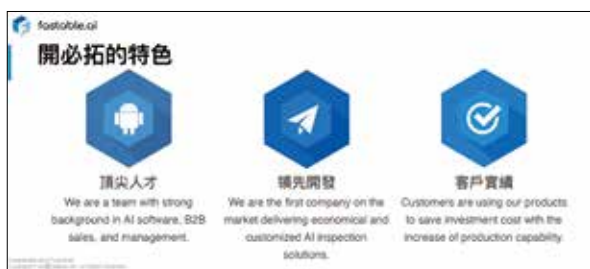 fastable.ai
開必拓的特色
頂尖人才
We are a team with strong
background in AI software, B2B
sales, and management.
領先開發
We are the first company on the
market delivering economical and
customized AI inspection
solutions.
客戶實績
Customers are using our products
to save investment cost with the
increase of production capability.